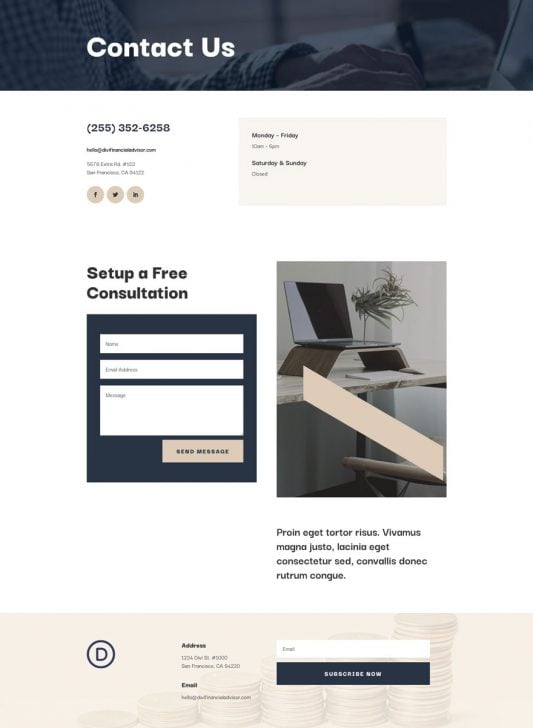 Contact Us
(255) 352-6258
hello@divifinancialadvisor.com
5678 Extra Rd. #123
San Francisco, CA 94122
Monday – Friday
10am - 5pm
Saturday & Sunday
Closed
Setup a Free
Consultation
Name
Email Address
Message
SEND MESSAGE
Proin eget tortor risus. Vivamus
magna justo, lacinia eget
consectetur sed, convallis donec
rutrum congue.
D
Address
1234 Divi St. #1000
San Francisco, CA 94220
Email
hello@divifinancialadvisor.com
Email
SUBSCRIBE NOW